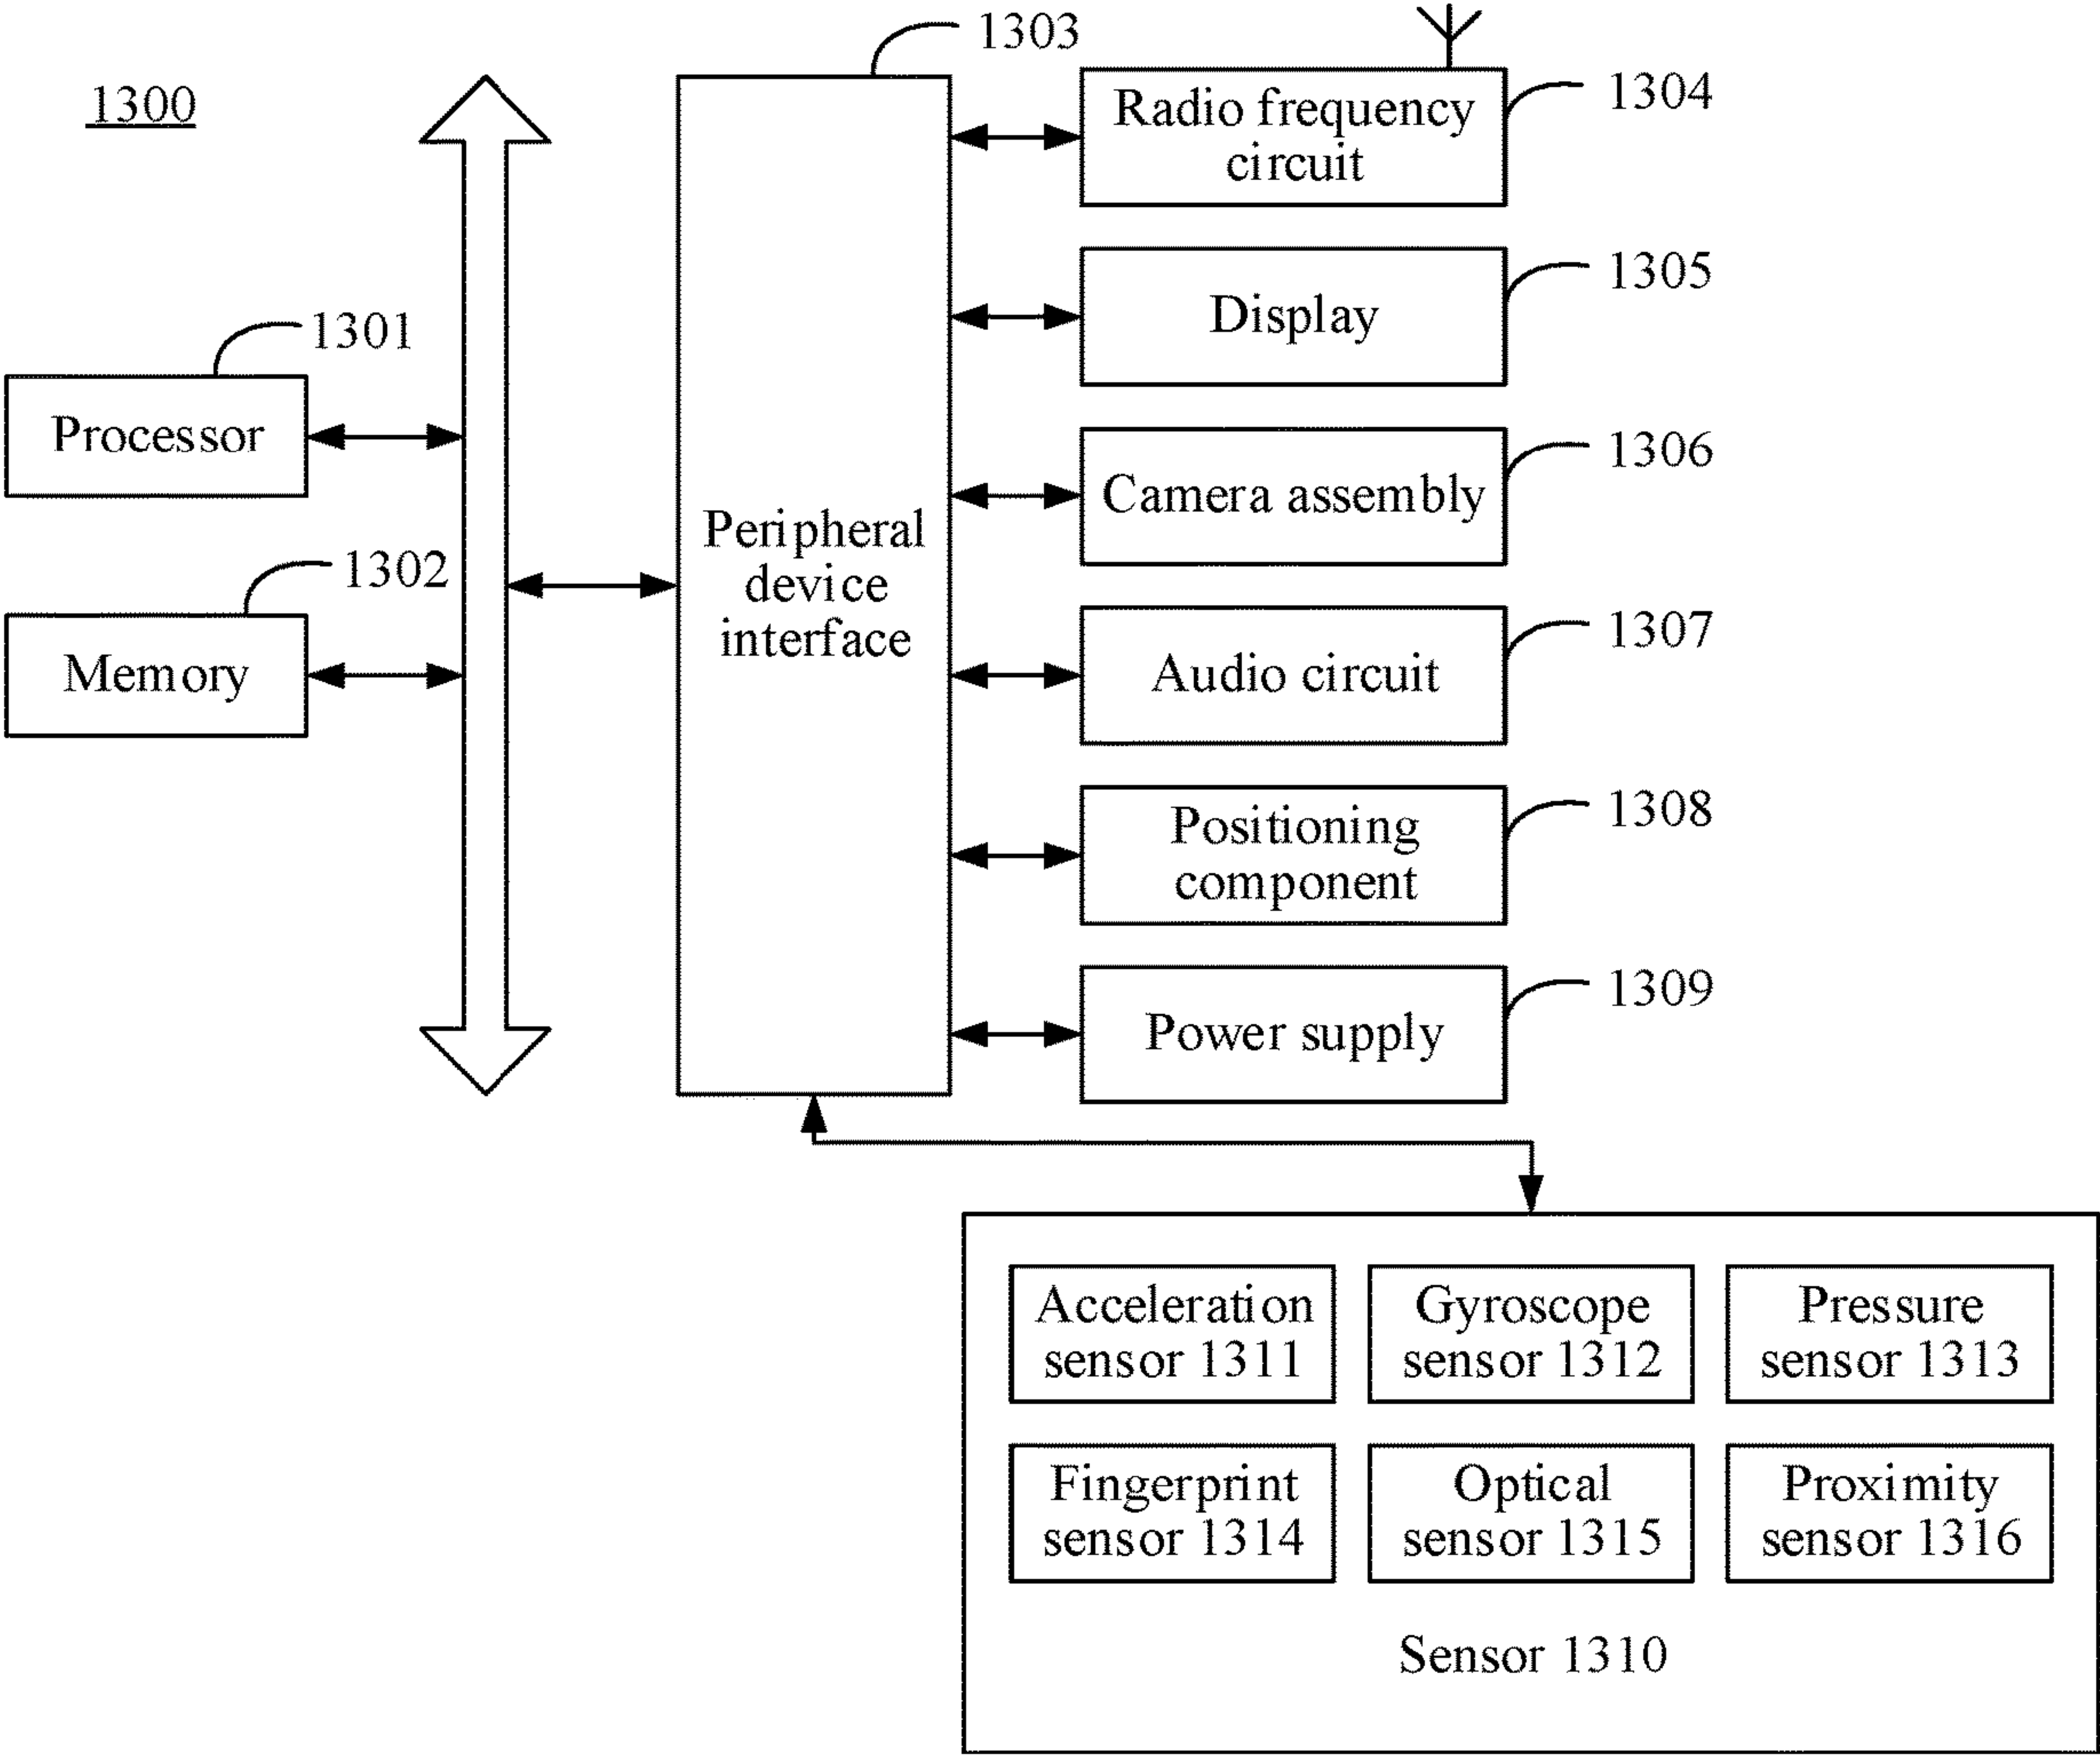 1300
1303
Radio frequency
circuit
1304
Display
1305
1301
Processor
Camera assembly
1306
Peripheral
device
interface
1302
Memory
Audio circuit
1307
Positioning
component
1308
Power supply
1309
Acceleration
sensor 1311
Gyroscope
sensor 1312
Pressure
sensor 1313
Fingerprint
sensor 1314
Optical
sensor 1315
Proximity
sensor 1316
Sensor 1310